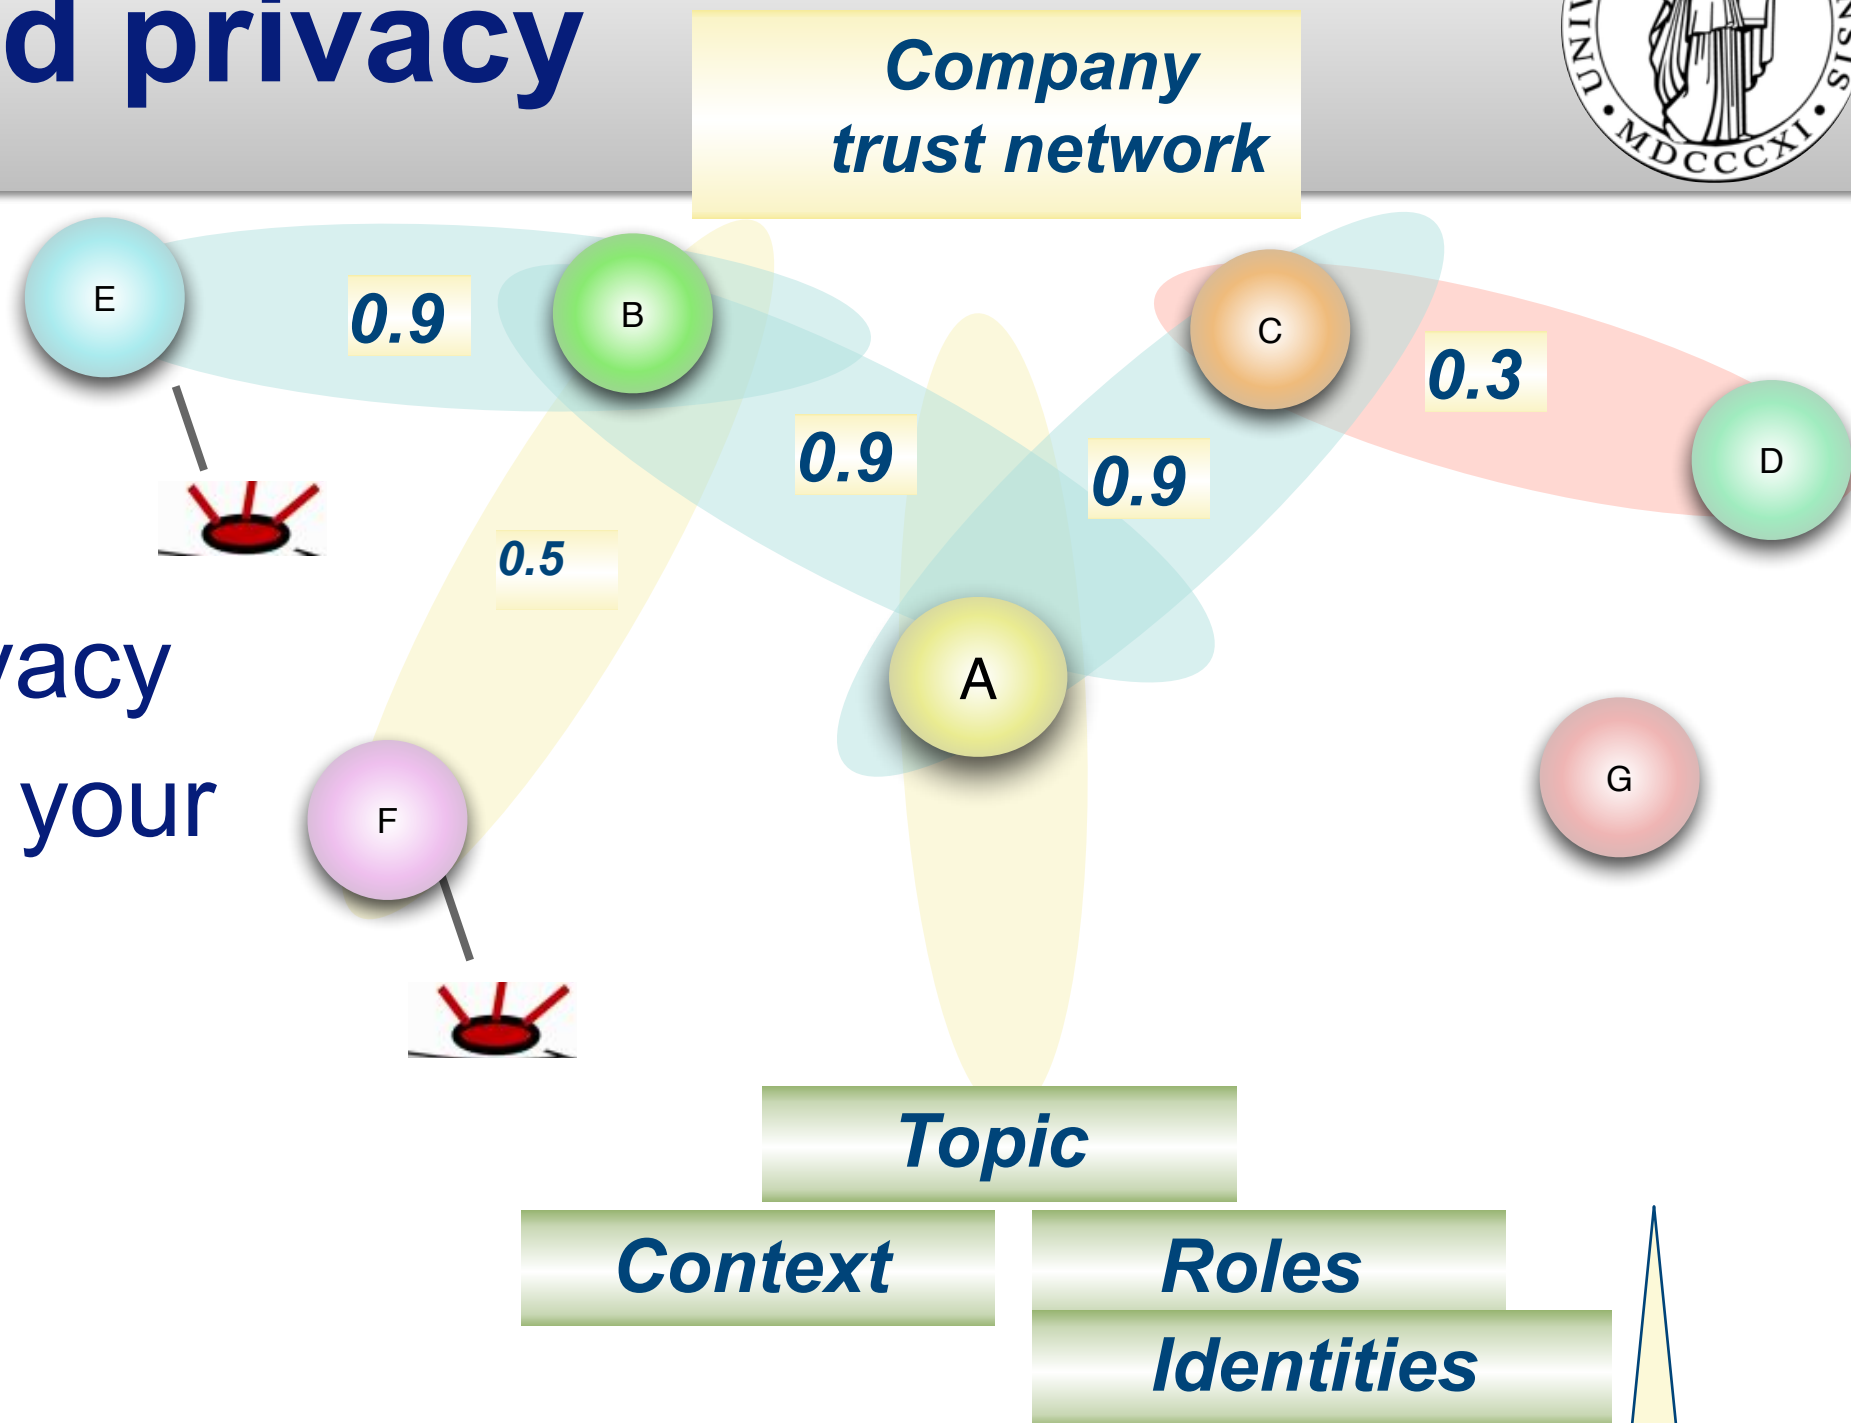 d privacy
Company
trust network
MDCCCXI
E
0.9
B
C
0.3
D
0.9
0.9
0.5
A
vacy
your
F
G
Topic
Context
Roles
Identities